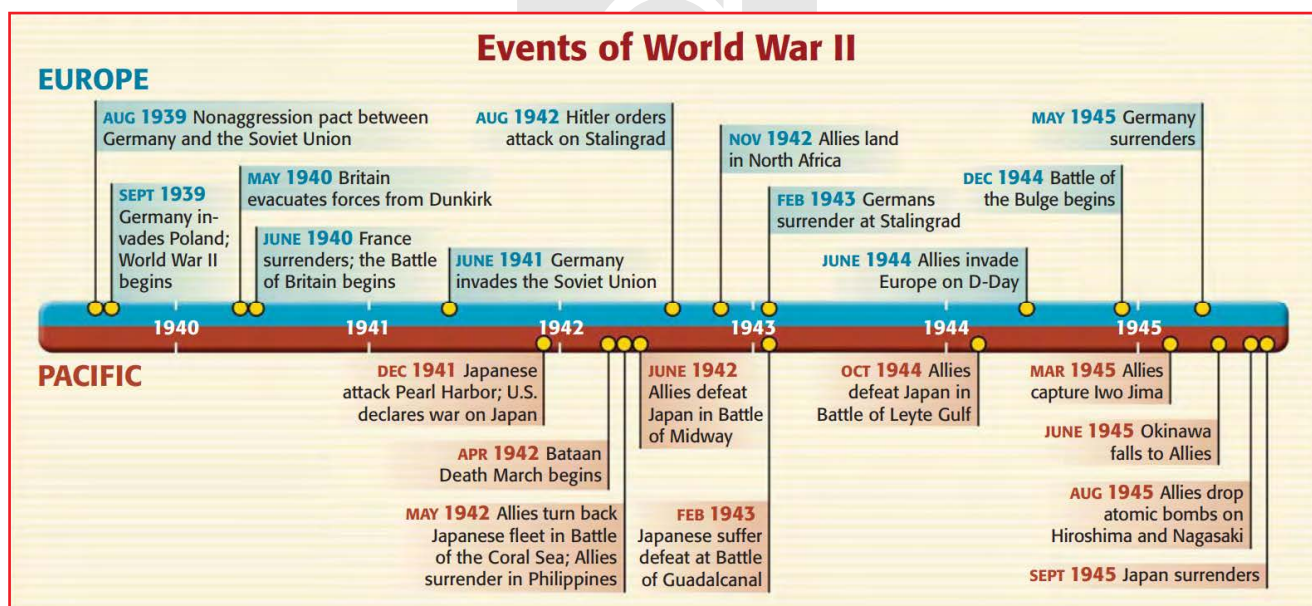 Events of World War II
EUROPE
AUG 1939 Nonaggression pact between
Germany and the Soviet Union
SEPT 1939
Germany in-
vades Poland;
World War II
begins
MAY 1940 Britain
evacuates forces from Dunkirk
JUNE 1940 France
surrenders; the Battle
of Britain begins
JUNE 1941 Germany
invades the Soviet Union
AUG 1942 Hitler orders
attack on Stalingrad
NOV 1942 Allies land
in North Africa
FEB 1943 Germans
surrender at Stalingrad
JUNE 1944 Allies invade
Europe on D-Day
DEC 1944 Battle of
the Bulge begins
MAY 1945 Germany
surrenders
1940 1941 1942 1943 1944 1945
PACIFIC
DEC 1941 Japanese
attack Pearl Harbor; U.S.
declares war on Japan
APR 1942 Bataan
Death March begins
MAY 1942 Allies turn back
Japanese fleet in Battle
of the Coral Sea; Allies
surrender in Philippines
JUNE 1942
Allies defeat
Japan in Battle
of Midway
FEB 1943
Japanese suffer
defeat at Battle
of Guadalcanal
OCT 1944 Allies
defeat Japan in
Battle of Leyte Gulf
MAR 1945 Allies
capture Iwo Jima
JUNE 1945 Okinawa
falls to Allies
AUG 1945 Allies drop
atomic bombs on
Hiroshima and Nagasaki
SEPT 1945 Japan surrenders